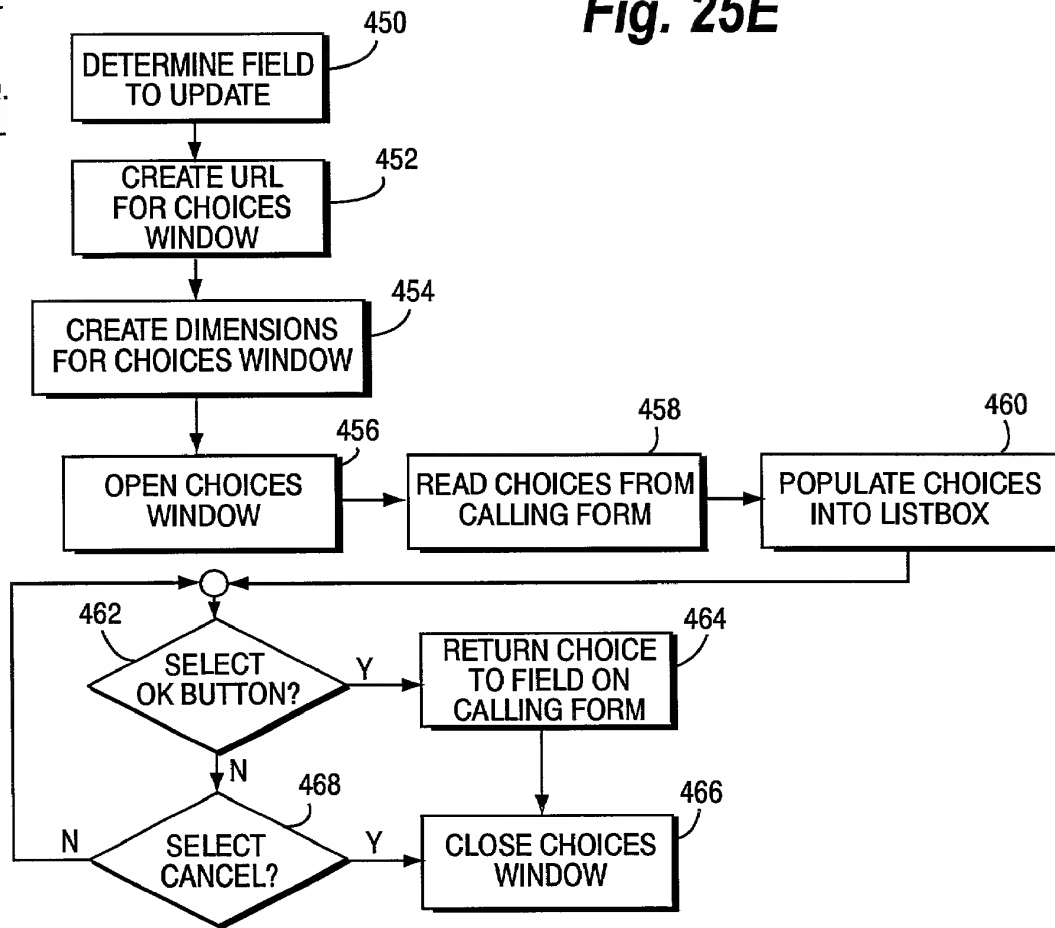 Fig. 25E
450
DETERMINE FIELD
TO UPDATE
452
CREATE URL
FOR CHOICES
WINDOW
454
CREATE DIMENSIONS
FOR CHOICES WINDOW
456
OPEN CHOICES
WINDOW
458
READ CHOICES FROM
CALLING FORM
460
POPULATE CHOICES
INTO LISTBOX
462
SELECT
OK BUTTON?
Y
464
RETURN CHOICE
TO FIELD ON
CALLING FORM
N
468
SELECT
CANCEL?
N
Y
466
CLOSE CHOICES
WINDOW